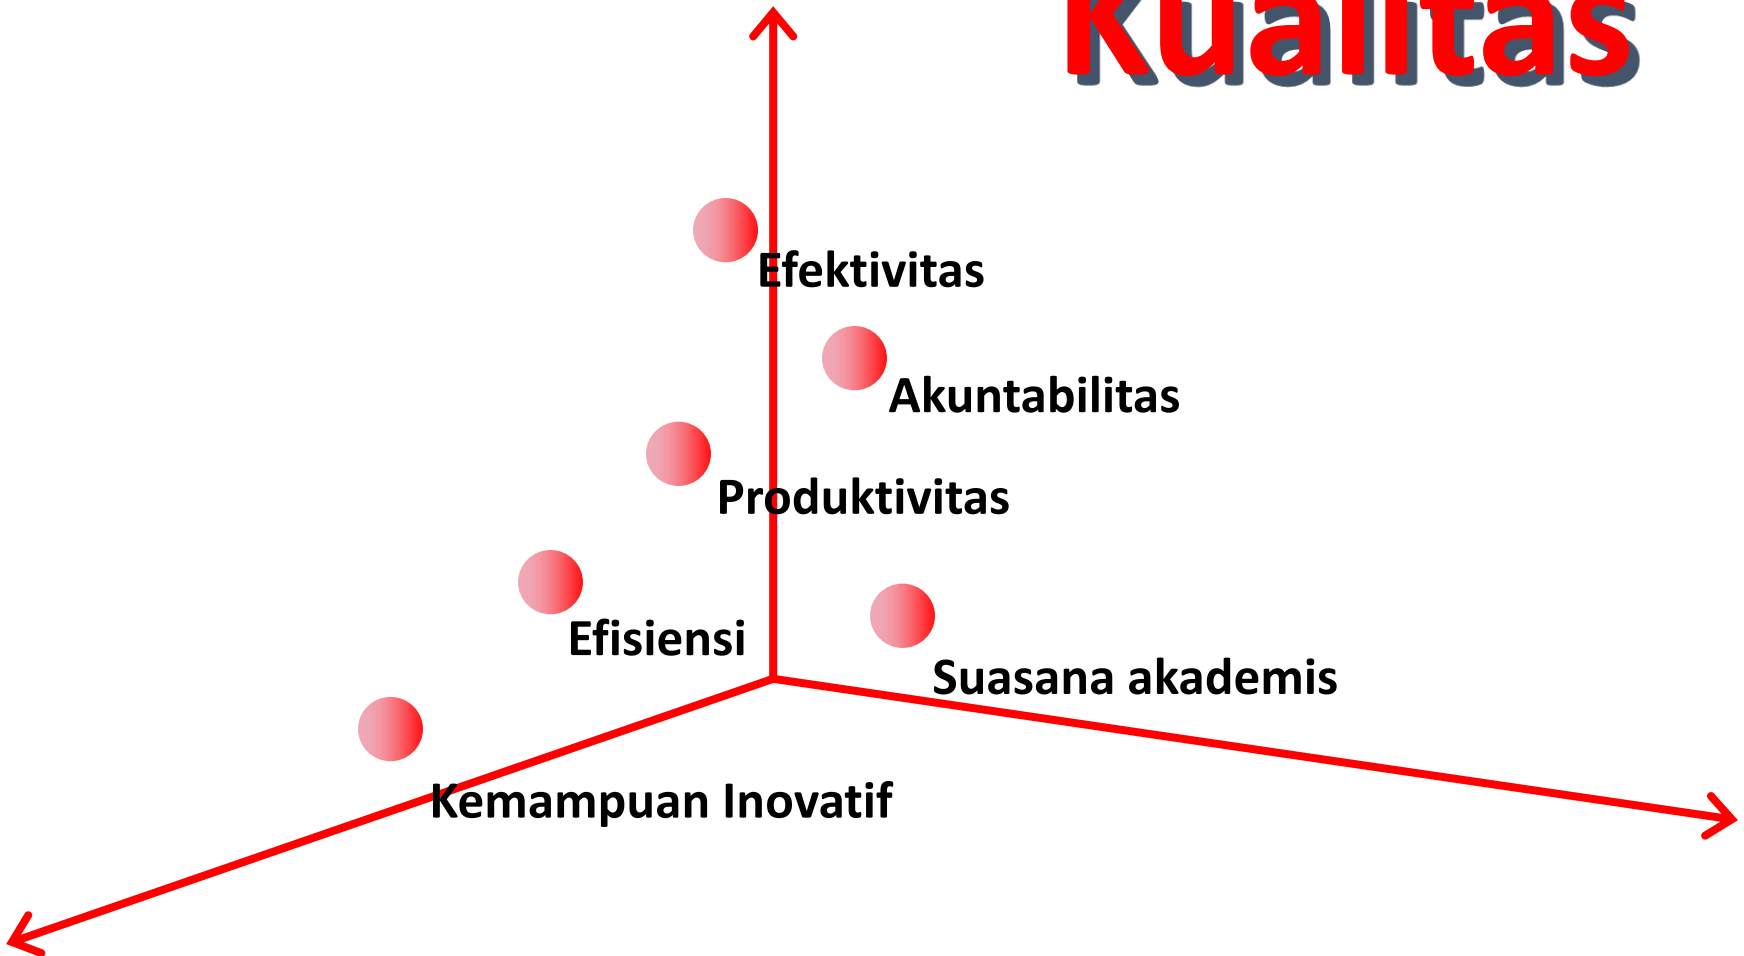 Kualitas
Efektivitas
Akuntabilitas
Produktivitas
Efisiensi
Suasana akademis
Kemampuan Inovatif